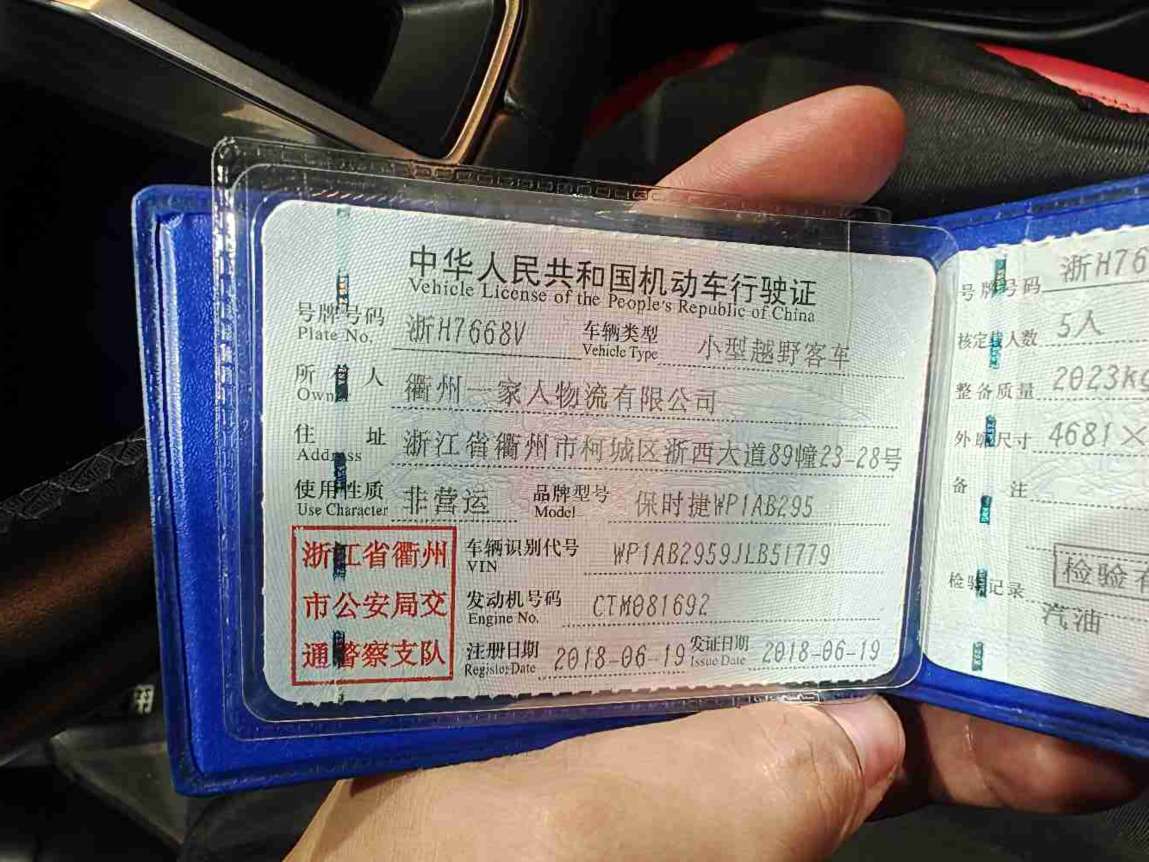 中华人民共和国机动车行驶证
Vehicle License of the People's Republic of China
号牌号码 浙H7668V 车辆类型 小型越野客车
Plate No. Vehicle Type
所有人 衢州一家人物流有限公司
Owner
住址 浙江省衢州市柯城区浙西大道89幢23-28号
Address
使用性质 非营运 品牌型号 保时捷WP1AB295
Use Character Model
浙江省衢州
市公安局交
通警察支队
车辆识别代号 WP1AB2959JLB51779
VIN
发动机号码 CTM081692
Engine No.
注册日期 2018-06-19 发证日期 2018-06-19
Register Date Issue Date
号牌号码 浙H76
核定载人数 5人
整备质量 2023kg
外廓尺寸 4681×
备注
检验有
检验记录
汽油